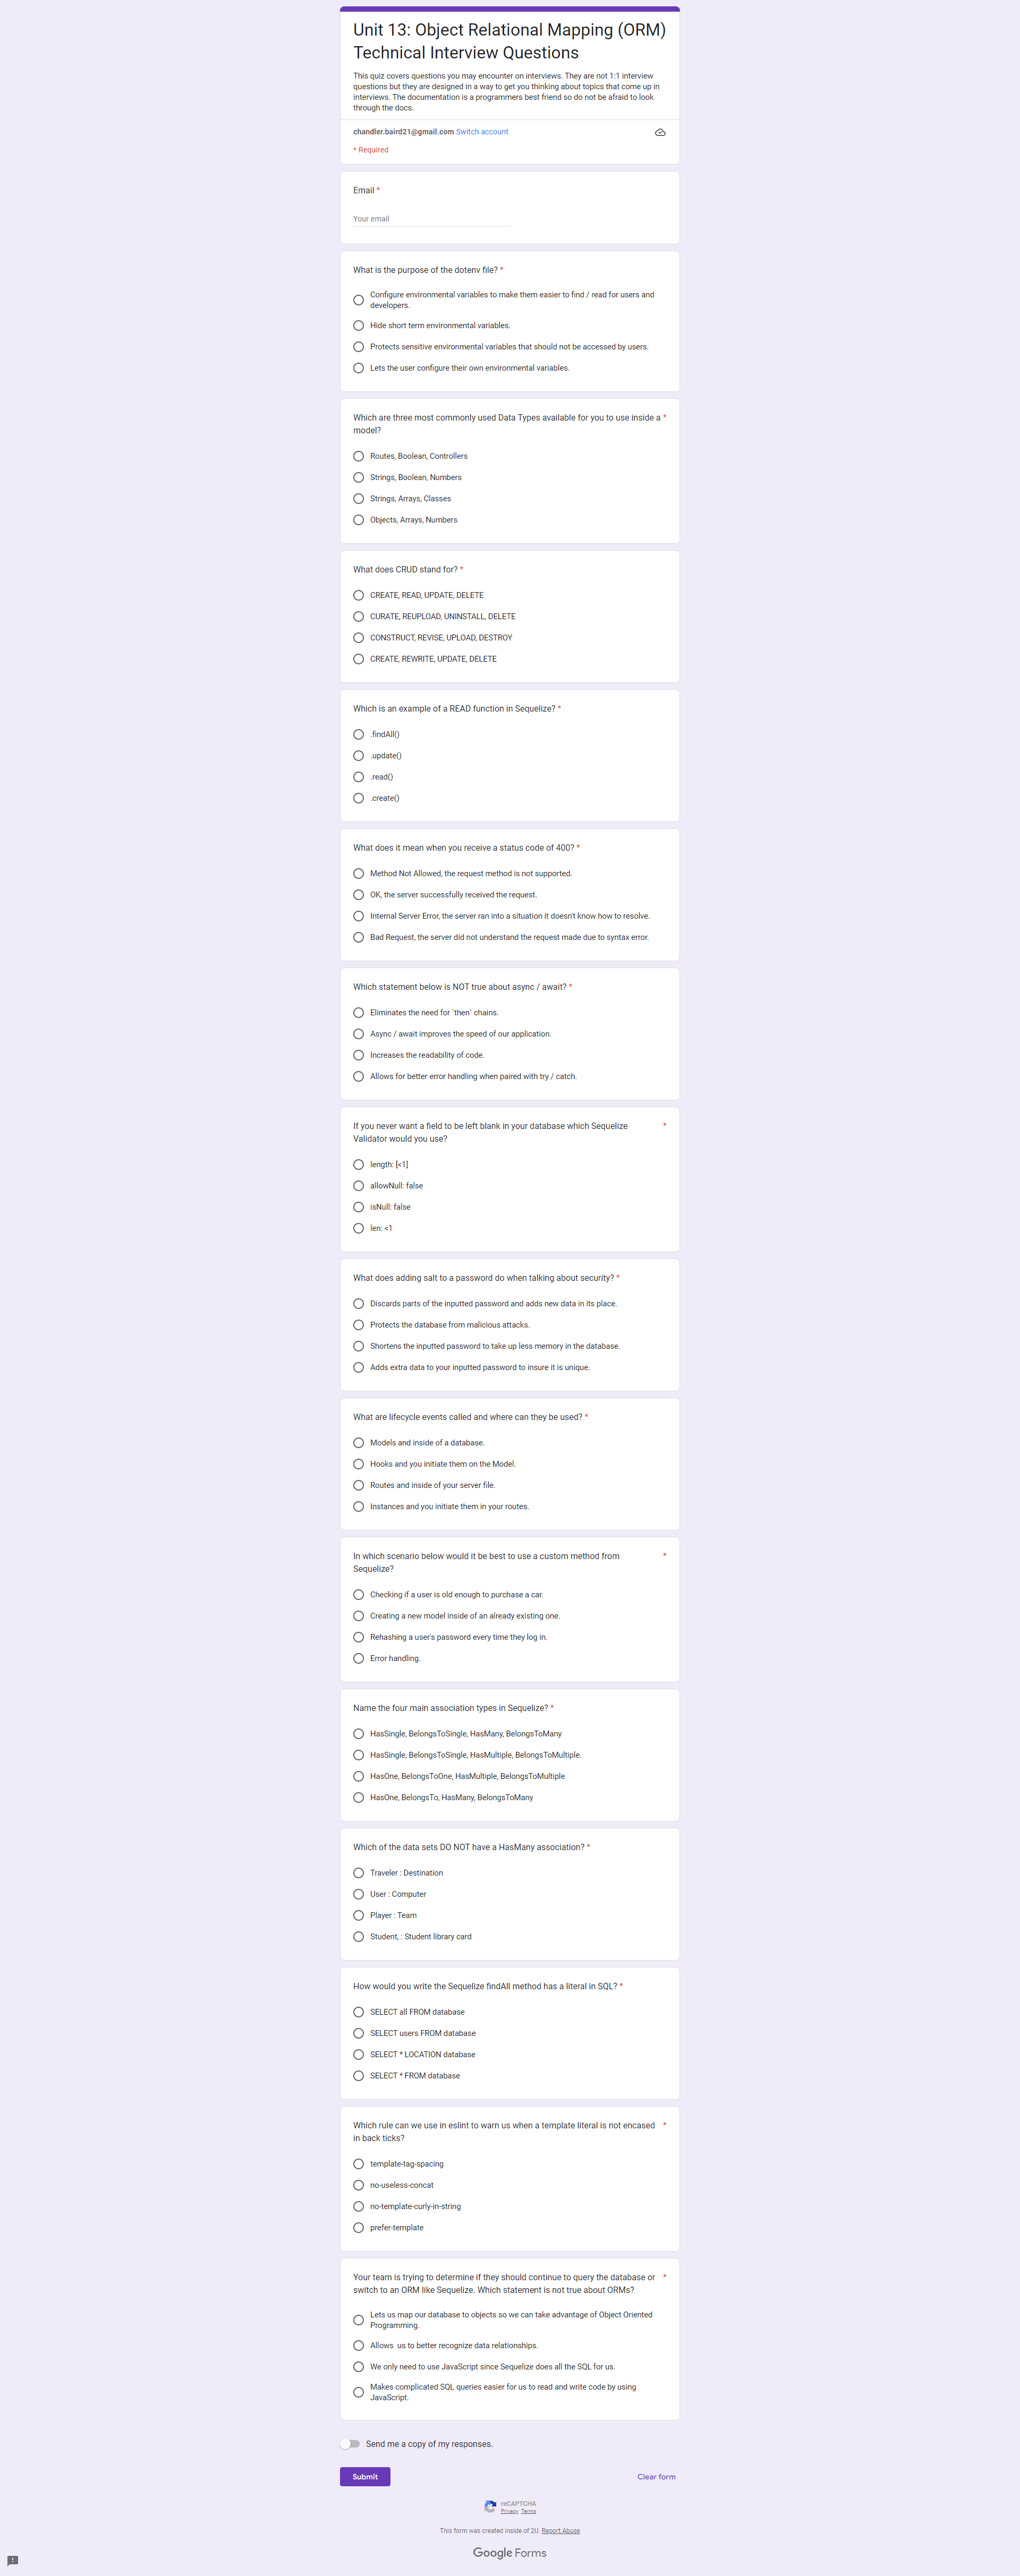 Unit 13: Object Relational Mapping (ORM)
Technical Interview Questions
This quiz covers questions you may encounter on interviews. They are not 1:1 interview
questions but they are designed in a way to get you thinking about topics that come up in
interviews. The documentation is a programmers best friend so do not be afraid to look
through the docs.
chandler.baird21@gmail.com Switch account
* Required
Email *
Your email
What is the purpose of the dotenv file? *
Configure environmental variables to make them easier to find / read for users and
developers.
Hide short term environmental variables.
Protects sensitive environmental variables that should not be accessed by users.
Lets the user configure their own environmental variables.
Which are three most commonly used Data Types available for you to use inside a *
model?
Routes, Boolean, Controllers
Strings, Boolean, Numbers
Strings, Arrays, Classes
Objects, Arrays, Numbers
What does CRUD stand for? *
CREATE, READ, UPDATE, DELETE
CURATE, REUPLOAD, UNINSTALL, DELETE
CONSTRUCT, REVISE, UPLOAD, DESTROY
CREATE, REWRITE, UPDATE, DELETE
Which is an example of a READ function in Sequelize? *
.findAll()
.update()
.read()
.create()
What does it mean when you receive a status code of 400? *
Method Not Allowed, the request method is not supported.
OK, the server successfully received the request.
Internal Server Error, the server ran into a situation it doesn't know how to resolve.
Bad Request, the server did not understand the request made due to syntax error.
Which statement below is NOT true about async / await? *
Eliminates the need for `then` chains.
Async / await improves the speed of our application.
Increases the readability of code.
Allows for better error handling when paired with try / catch.
If you never want a field to be left blank in your database which Sequelize *
Validator would you use?
length: [<1]
allowNull: false
isNull: false
len: <1
What does adding salt to a password do when talking about security? *
Discards parts of the inputted password and adds new data in its place.
Protects the database from malicious attacks.
Shortens the inputted password to take up less memory in the database.
Adds extra data to your inputted password to insure it is unique.
What are lifecycle events called and where can they be used? *
Models and inside of a database.
Hooks and you initiate them on the Model.
Routes and inside of your server file.
Instances and you initiate them in your routes.
In which scenario below would it be best to use a custom method from *
Sequelize?
Checking if a user is old enough to purchase a car.
Creating a new model inside of an already existing one.
Rehashing a user's password every time they log in.
Error handling.
Name the four main association types in Sequelize? *
HasSingle, BelongsToSingle, HasMany, BelongsToMany
HasSingle, BelongsToSingle, HasMultiple, BelongsToMultiple.
HasOne, BelongsToOne, HasMultiple, BelongsToMultiple
HasOne, BelongsTo, HasMany, BelongsToMany
Which of the data sets DO NOT have a HasMany association? *
Traveler : Destination
User : Computer
Player : Team
Student, : Student library card
How would you write the Sequelize findAll method has a literal in SQL? *
SELECT all FROM database
SELECT users FROM database
SELECT * LOCATION database
SELECT * FROM database
Which rule can we use in eslint to warn us when a template literal is not encased *
in back ticks?
template-tag-spacing
no-useless-concat
no-template-curly-in-string
prefer-template
Your team is trying to determine if they should continue to query the database or *
switch to an ORM like Sequelize. Which statement is not true about ORMs?
Lets us map our database to objects so we can take advantage of Object Oriented
Programming.
Allows  us to better recognize data relationships.
We only need to use JavaScript since Sequelize does all the SQL for us.
Makes complicated SQL queries easier for us to read and write code by using
JavaScript.
Send me a copy of my responses.
Submit
Clear form
reCAPTCHA
Privacy Terms
This form was created inside of 2U. Report Abuse
Google Forms